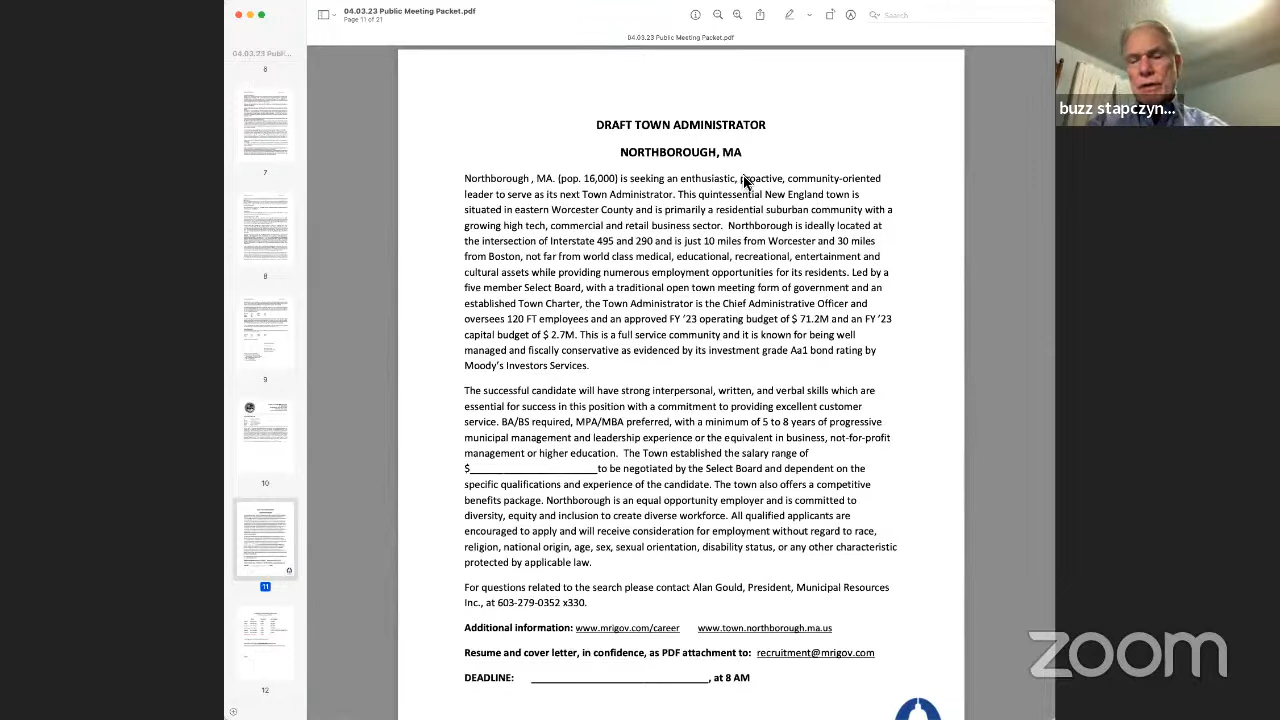 04.03.23 Public Meeting Packet.pdf
Page 11 of 21
Search
04.03.23 Publi...
04.03.23 Public Meeting Packet.pdf
6
7
8
9
10
11
12
DRAFT TOWN ADMINISTRATOR
NORTHBOROUGH, MA
Northborough , MA. (pop. 16,000) is seeking an enthusiastic, proactive, community-oriented
leader to serve as its next Town Administrator. This quintessential New England town is
situated in eastern Worcester County and is primarily a residential suburban community with a
growing high-tech, commercial and retail business sector. Northborough is ideally located at
the intersection of Interstate 495 and 290 and is just 10 miles from Worcester and 30 miles
from Boston, not far from world-class medical, educational, recreational, entertainment and
cultural assets while providing numerous employment opportunities for its residents. Led by a
five member Select Board, with a traditional open town meeting form of government and an
established Town Charter, the Town Administrator is the Chief Administrative Officer and
oversees 120 FT employees and an approved FY '23 operating budget of $ 71.2M and an FY '23
capital budget of $ 2.7M. This is a full service community and it is known for being well
managed and fiscally conservative as evidenced by its investment grade Aa1 bond rating by
Moody's Investors Services.
The successful candidate will have strong interpersonal, written, and verbal skills which are
essential for success in this position with a commitment to providing excellent customer
service. BA/BS required, MPA/MBA preferred, with a minimum of 5 to 7 years of progressive
municipal management and leadership experience or the equivalent in business, not-for-profit
management or higher education. The Town established the salary range of
$______________________to be negotiated by the Select Board and dependent on the
specific qualifications and experience of the candidate. The town also offers a competitive
benefits package. Northborough is an equal opportunity employer and is committed to
diversity, equity and inclusion to create diverse workforce. All qualified applicants are
encouraged to apply and will receive consideration for employment without regard to race,
religion, national origin, age, sex, sexual orientation, disability status, or any other characteristic
protected by applicable law.
For questions related to the search please contact Alan Gould, President, Municipal Resources
Inc., at 603-279-0352 x330.
Additional information: www.mrigov.com/career or www.town.northborough.ma.us
Resume and cover letter, in confidence, as PDF attachment to: recruitment@mrigov.com
DEADLINE: ______________________________, at 8 AM
buzz stapczyn...
zoom